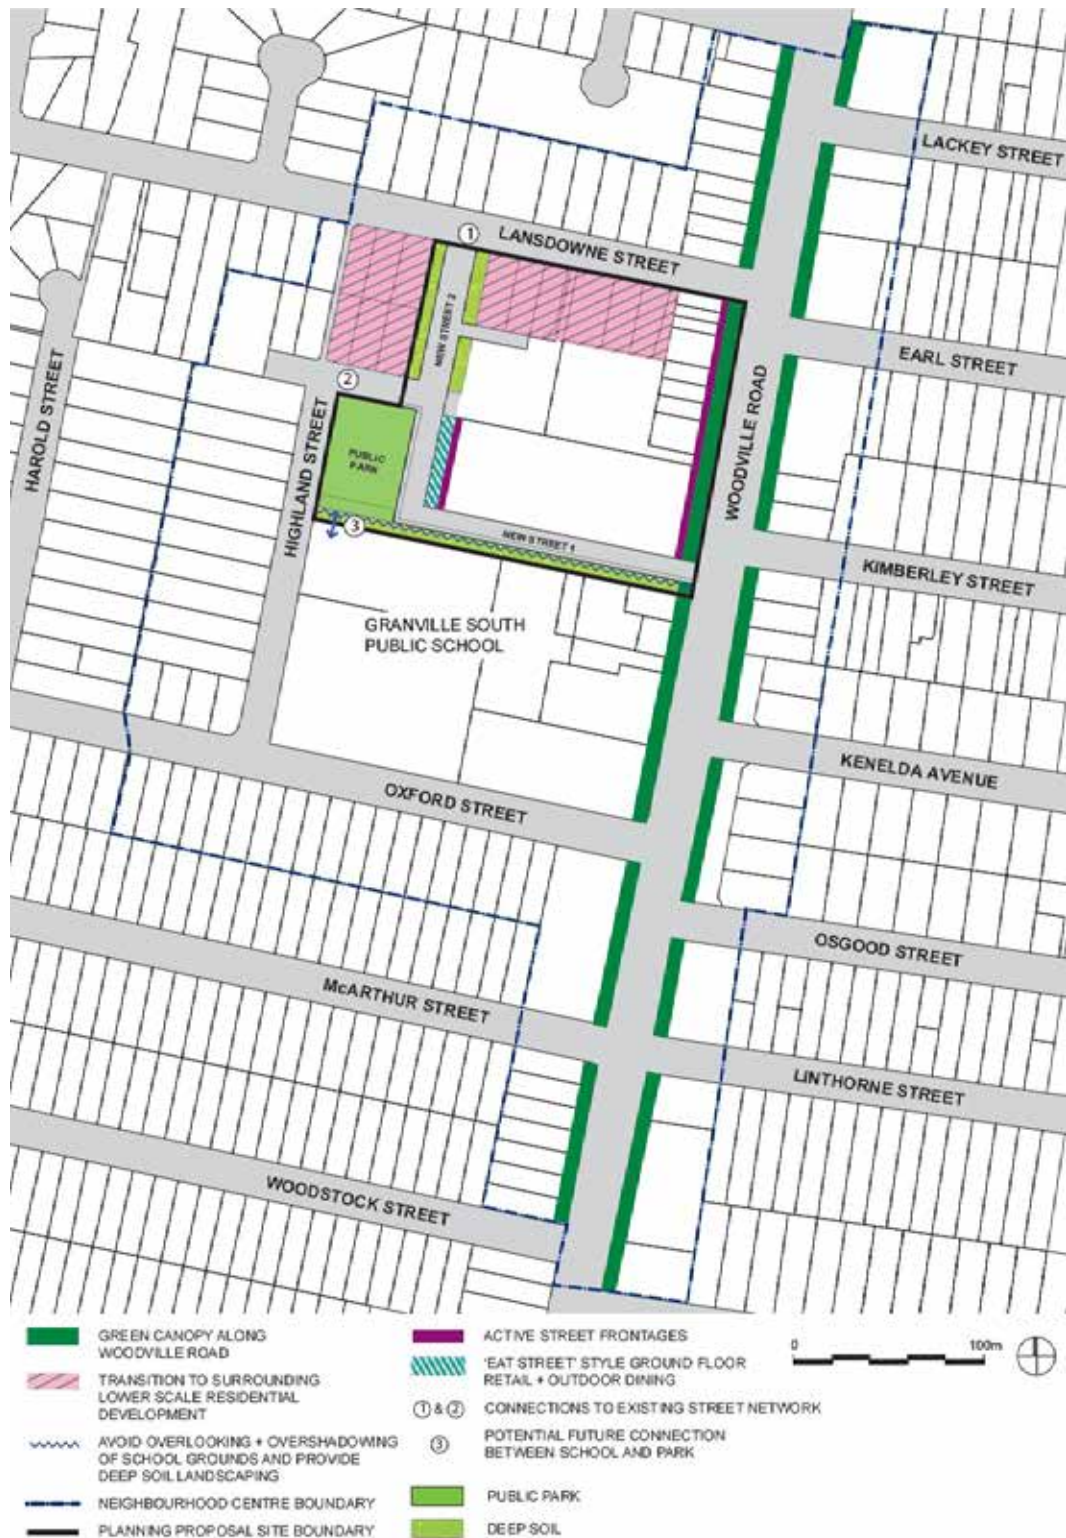 LACKEY STREET
LANSDOWNE STREET
1
NEW STREET 2
EARL STREET
HAROLD STREET
2
HIGHLAND STREET
WOODVILLE ROAD
PUBLIC
PARK
3
NEW STREET 1
KIMBERLEY STREET
GRANVILLE SOUTH
PUBLIC SCHOOL
KENELDA AVENUE
OXFORD STREET
OSGOOD STREET
McARTHUR STREET
LINTHORNE STREET
WOODSTOCK STREET
GREEN CANOPY ALONG
WOODVILLE ROAD
TRANSITION TO SURROUNDING
LOWER SCALE RESIDENTIAL
DEVELOPMENT
AVOID OVERLOOKING + OVERSHADOWING
OF SCHOOL GROUNDS AND PROVIDE
DEEP SOIL LANDSCAPING
NEIGHBOURHOOD CENTRE BOUNDARY
PLANNING PROPOSAL SITE BOUNDARY
ACTIVE STREET FRONTAGES
'EAT STREET' STYLE GROUND FLOOR
RETAIL + OUTDOOR DINING
1 & 2 CONNECTIONS TO EXISTING STREET NETWORK
3 POTENTIAL FUTURE CONNECTION
BETWEEN SCHOOL AND PARK
PUBLIC PARK
DEEP SOIL
0 100m